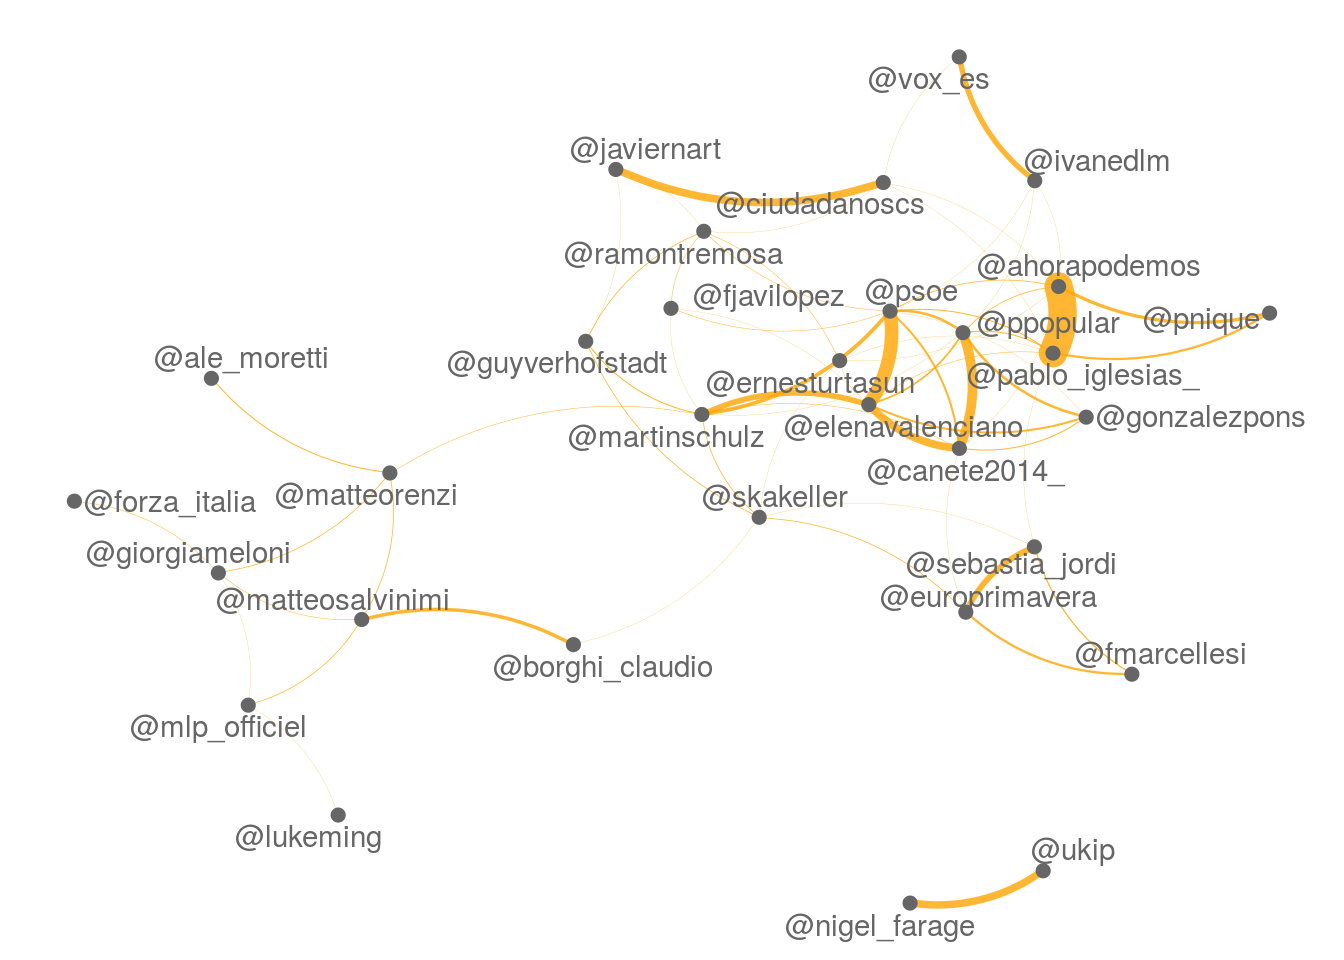 @vox_es
@javiernart
@ivanedlm
@ciudadanoscs
@ramontremosa
@ahorapodemos
@psoe
@fjavilopez
@pnique
@ppopular
@ale_moretti
@guyverhofstadt
@pablo_iglesias_
@ernesturtasun
@gonzalezpons
@elenavalenciano
@martinschulz
@canete2014_
@matteorenzi
@skakeller
@forza_italia
@giorgiameloni
@sebastia_jordi
@matteosalvinimi
@europrimavera
@fmarcellesi
@borghi_claudio
@mlp_officiel
@lukeming
@ukip
@nigel_farage